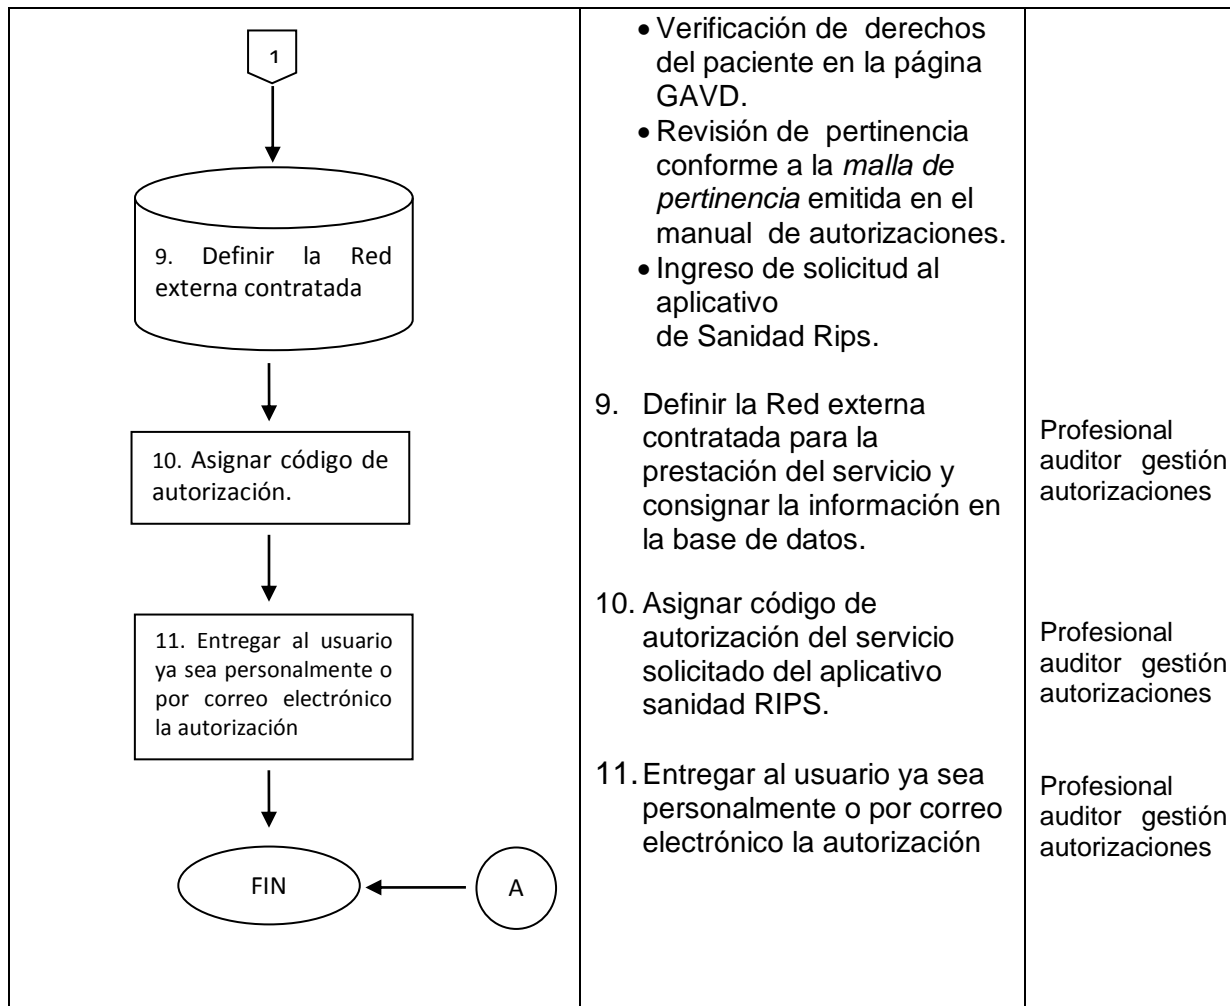 1
9. Definir la Red
externa contratada
10. Asignar código de
autorización.
11. Entregar al usuario
ya sea personalmente o
por correo electrónico
la autorización
FIN
A
• Verificación de derechos
del paciente en la página
GAVD.
• Revisión de pertinencia
conforme a la malla de
pertinencia emitida en el
manual de autorizaciones.
• Ingreso de solicitud al
aplicativo
de Sanidad Rips.
9. Definir la Red externa
contratada para la
prestación del servicio y
consignar la información en
la base de datos.
10. Asignar código de
autorización del servicio
solicitado del aplicativo
sanidad RIPS.
11. Entregar al usuario ya sea
personalmente o por correo
electrónico la autorización
Profesional
auditor gestión
autorizaciones
Profesional
auditor gestión
autorizaciones
Profesional
auditor gestión
autorizaciones